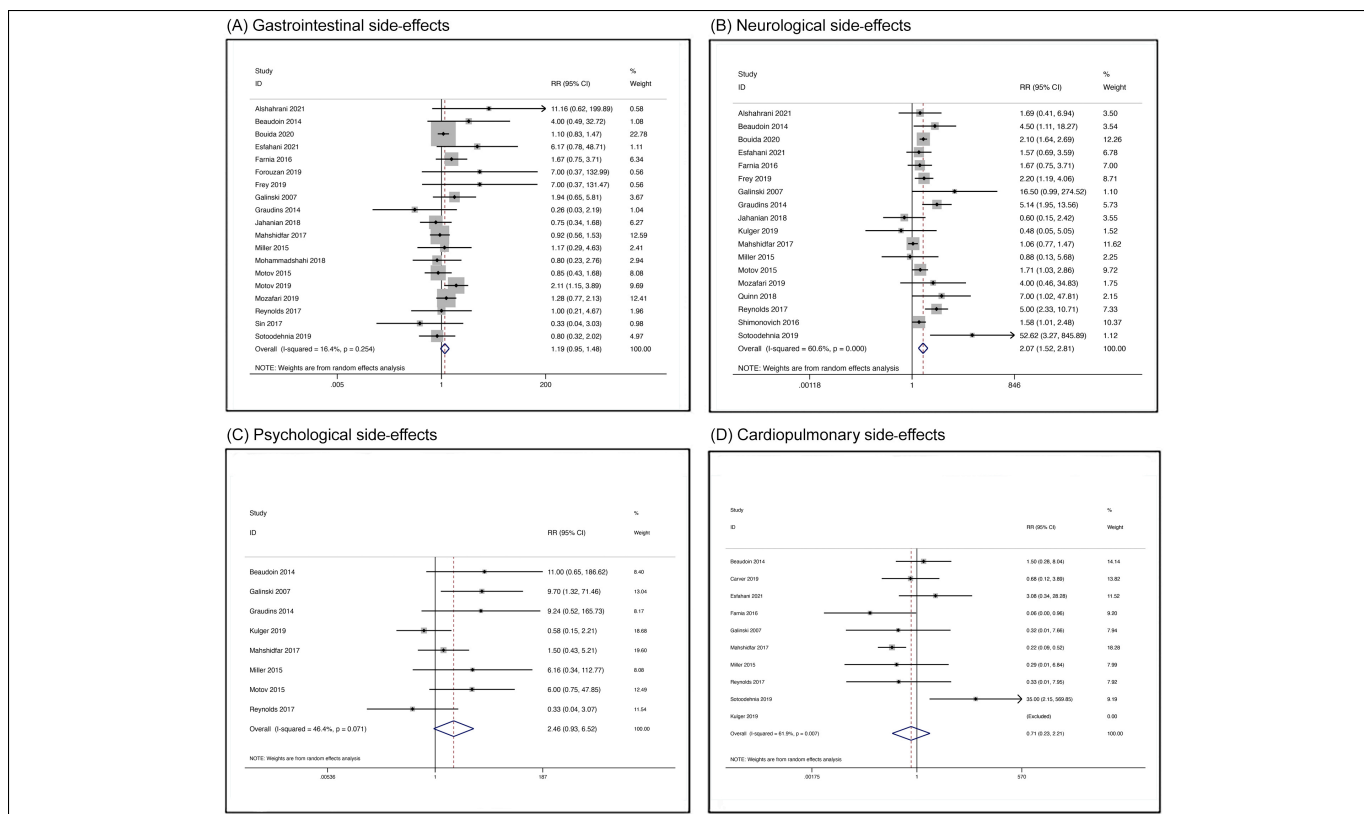 (A) Gastrointestinal side-effects
Study %
ID RR (95% CI) Weight
Alshahrani 2021 11.16 (0.62, 199.89) 0.58
Beaudoin 2014 4.00 (0.49, 32.72) 1.08
Bouida 2020 1.10 (0.83, 1.47) 22.78
Esfahani 2021 6.17 (0.78, 48.71) 1.11
Farnia 2016 1.67 (0.75, 3.71) 6.34
Forouzan 2019 7.00 (0.37, 132.99) 0.56
Frey 2019 7.00 (0.37, 131.47) 0.56
Galinski 2007 1.94 (0.65, 5.81) 3.67
Graudins 2014 0.26 (0.03, 2.19) 1.04
Jahanian 2018 0.75 (0.34, 1.68) 6.27
Mahshidfar 2017 0.92 (0.56, 1.53) 12.59
Miller 2015 1.17 (0.29, 4.63) 2.41
Mohammadshahi 2018 0.80 (0.23, 2.76) 2.94
Motov 2015 0.85 (0.43, 1.68) 8.08
Motov 2019 2.11 (1.15, 3.89) 9.69
Mozafari 2019 1.28 (0.77, 2.13) 12.41
Reynolds 2017 1.00 (0.21, 4.67) 1.96
Sin 2017 0.33 (0.04, 3.03) 0.98
Sotoodehnia 2019 0.80 (0.32, 2.02) 4.97
Overall (I-squared = 16.4%, p = 0.254) 1.19 (0.95, 1.48) 100.00
NOTE: Weights are from random effects analysis
.005 1 200
(B) Neurological side-effects
Study %
ID RR (95% CI) Weight
Alshahrani 2021 1.69 (0.41, 6.94) 3.50
Beaudoin 2014 4.50 (1.11, 18.27) 3.54
Bouida 2020 2.10 (1.64, 2.69) 12.26
Esfahani 2021 1.57 (0.69, 3.59) 6.78
Farnia 2016 1.67 (0.75, 3.71) 7.00
Frey 2019 2.20 (1.19, 4.06) 8.71
Galinski 2007 16.50 (0.99, 274.52) 1.10
Graudins 2014 5.14 (1.95, 13.56) 5.73
Jahanian 2018 0.60 (0.15, 2.42) 3.55
Kulger 2019 0.48 (0.05, 5.05) 1.52
Mahshidfar 2017 1.06 (0.77, 1.47) 11.62
Miller 2015 0.88 (0.13, 5.68) 2.25
Motov 2015 1.71 (1.03, 2.86) 9.72
Mozafari 2019 4.00 (0.46, 34.83) 1.75
Quinn 2018 7.00 (1.02, 47.81) 2.15
Reynolds 2017 5.00 (2.33, 10.71) 7.33
Shimonovich 2016 1.58 (1.01, 2.48) 10.37
Sotoodehnia 2019 52.62 (3.27, 845.89) 1.12
Overall (I-squared = 60.6%, p = 0.000) 2.07 (1.52, 2.81) 100.00
NOTE: Weights are from random effects analysis
.00118 1 846
(C) Psychological side-effects
Study %
ID RR (95% CI) Weight
Beaudoin 2014 11.00 (0.65, 186.62) 8.40
Galinski 2007 9.70 (1.32, 71.46) 13.04
Graudins 2014 9.24 (0.52, 165.73) 8.17
Kulger 2019 0.58 (0.15, 2.21) 18.68
Mahshidfar 2017 1.50 (0.43, 5.21) 19.60
Miller 2015 6.16 (0.34, 112.77) 8.08
Motov 2015 6.00 (0.75, 47.85) 12.49
Reynolds 2017 0.33 (0.04, 3.07) 11.54
Overall (I-squared = 46.4%, p = 0.071) 2.46 (0.93, 6.52) 100.00
NOTE: Weights are from random effects analysis
.00536 1 187
(D) Cardiopulmonary side-effects
Study %
ID RR (95% CI) Weight
Beaudoin 2014 1.50 (0.28, 8.04) 14.14
Carver 2019 0.68 (0.12, 3.89) 13.82
Esfahani 2021 3.08 (0.34, 28.28) 11.52
Farnia 2016 0.06 (0.00, 0.96) 9.20
Galinski 2007 0.32 (0.01, 7.66) 7.94
Mahshidfar 2017 0.22 (0.09, 0.52) 18.28
Miller 2015 0.29 (0.01, 6.84) 7.99
Reynolds 2017 0.33 (0.01, 7.95) 7.92
Sotoodehnia 2019 35.00 (2.15, 569.85) 9.19
Kulger 2019 (Excluded) 0.00
Overall (I-squared = 61.9%, p = 0.007) 0.71 (0.23, 2.21) 100.00
NOTE: Weights are from random effects analysis
.00175 1 570